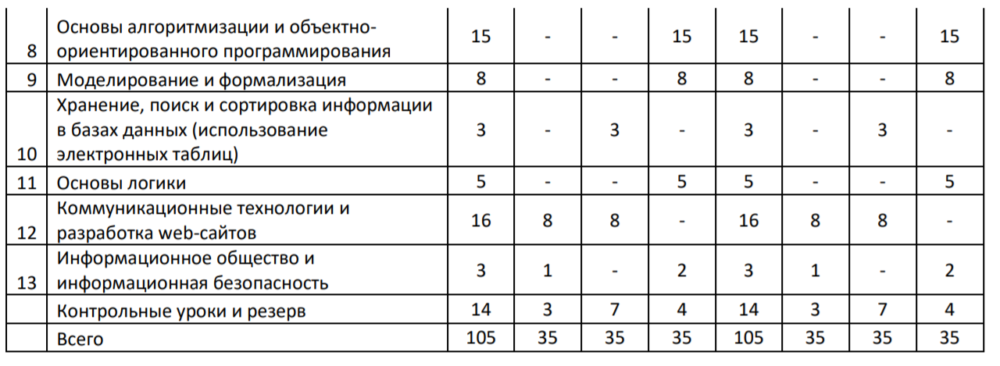 Основы алгоритмизации и объектно-
8 ориентированного программирования 15 - - 15 15 - - 15
9 Моделирование и формализация 8 - - 8 8 - - 8
Хранение, поиск и сортировка информации
в базах данных (использование 3 - 3 - 3 - 3 -
10 электронных таблиц)
11 Основы логики 5 - - 5 5 - - 5
Коммуникационные технологии и
12 разработка web-сайтов 16 8 8 - 16 8 8 -
Информационное общество и
13 информационная безопасность 3 1 - 2 3 1 - 2
Контрольные уроки и резерв 14 3 7 4 14 3 7 4
Всего 105 35 35 35 105 35 35 35